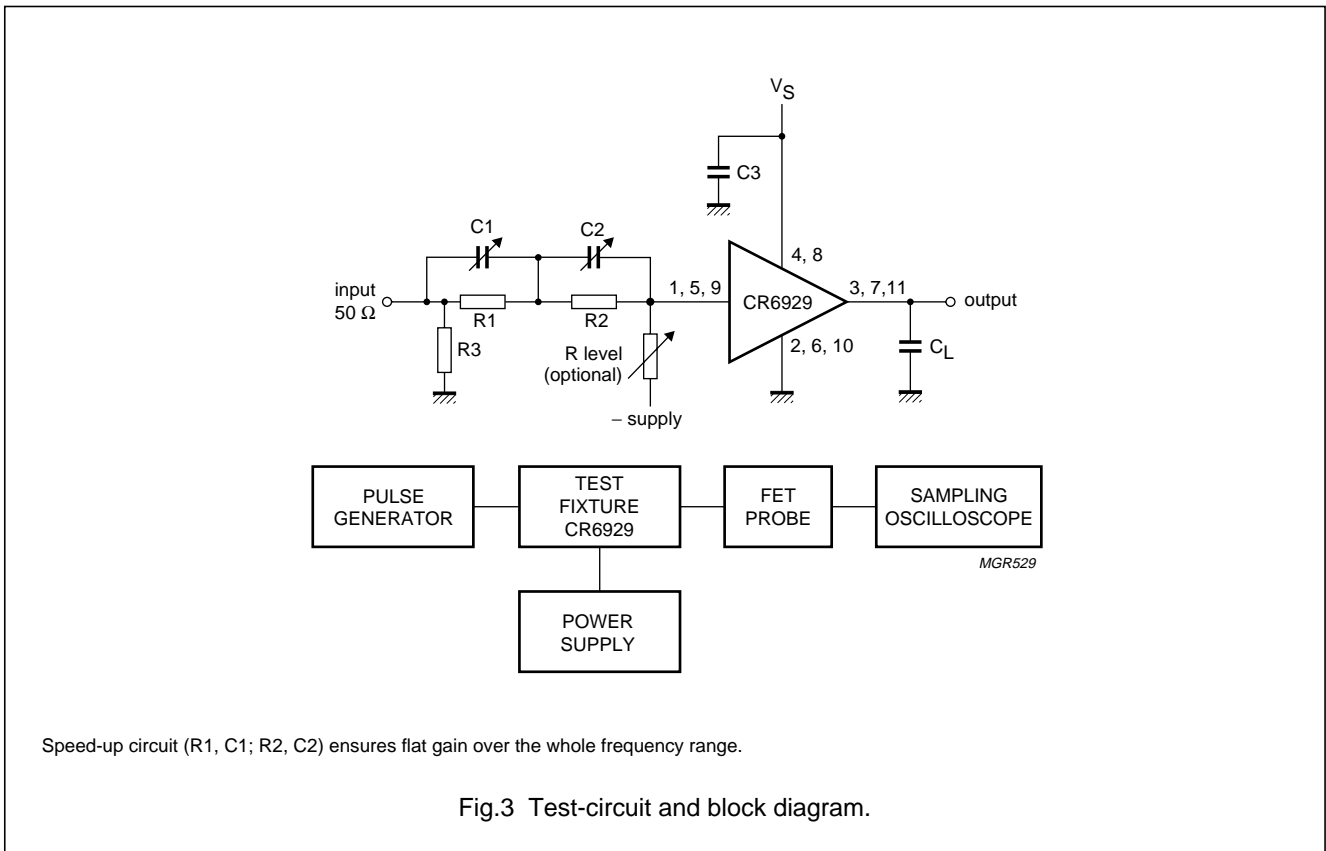 VS
C3
C1
C2
4, 8
input
50 Ω
1, 5, 9
CR6929
3, 7,11
output
R1
R2
R3
R level
(optional)
2, 6, 10
CL
– supply
PULSE
GENERATOR
TEST
FIXTURE
CR6929
FET
PROBE
SAMPLING
OSCILLOSCOPE
MGR529
POWER
SUPPLY
Speed-up circuit (R1, C1; R2, C2) ensures flat gain over the whole frequency range.
Fig.3 Test-circuit and block diagram.